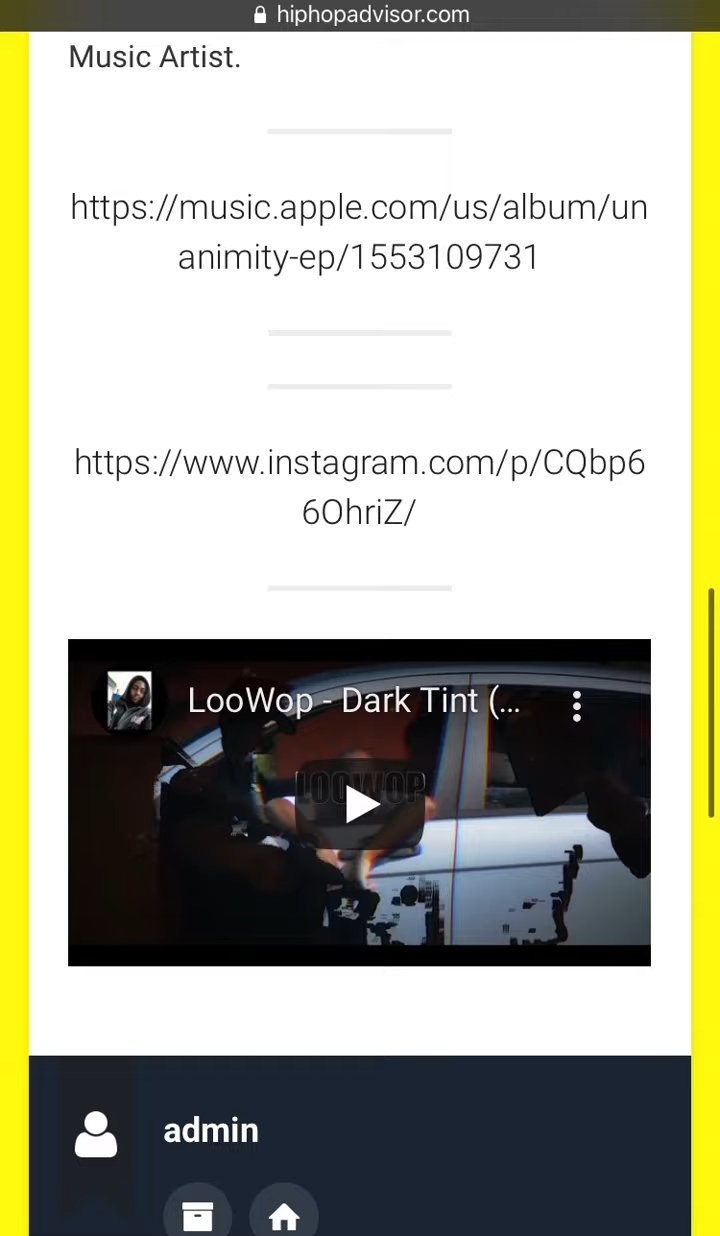 hiphopadvisor.com
Music Artist.
https://music.apple.com/us/album/un
animity-ep/1553109731
https://www.instagram.com/p/CQbp6
6OhriZ/
LooWop - Dark Tint (...
LOOWOP
admin